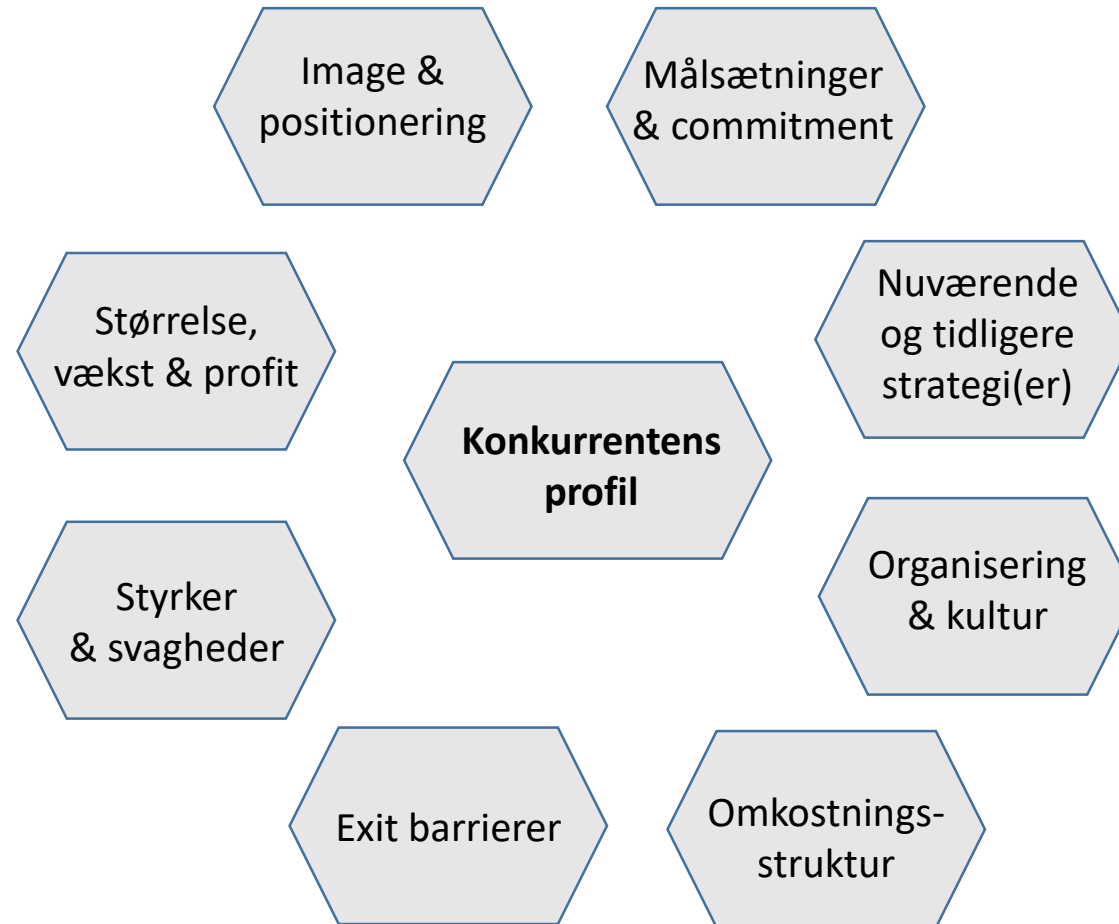 Image &
positionering
Målsætninger
& commitment
Størrelse,
vækst & profit
Nuværende
og tidligere
strategi(er)
Konkurrentens
profil
Styrker
& svagheder
Organisering
& kultur
Exit barrierer
Omkostnings-
struktur